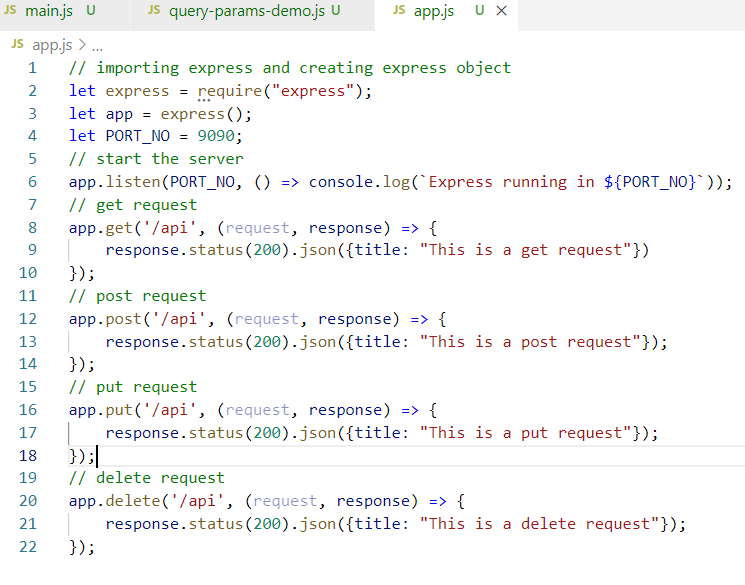 JS main.js U JS query-params-demo.js U JS app.js U ×
JS app.js > ...
1 // importing express and creating express object
2 let express = require("express");
3 let app = express();
4 let PORT_NO = 9090;
5 // start the server
6 app.listen(PORT_NO, () => console.log(`Express running in ${PORT_NO}`));
7 // get request
8 app.get('/api', (request, response) => {
9     response.status(200).json({title: "This is a get request"})
10 });
11 // post request
12 app.post('/api', (request, response) => {
13     response.status(200).json({title: "This is a post request"});
14 });
15 // put request
16 app.put('/api', (request, response) => {
17     response.status(200).json({title: "This is a put request"});
18 });
19 // delete request
20 app.delete('/api', (request, response) => {
21     response.status(200).json({title: "This is a delete request"});
22 });